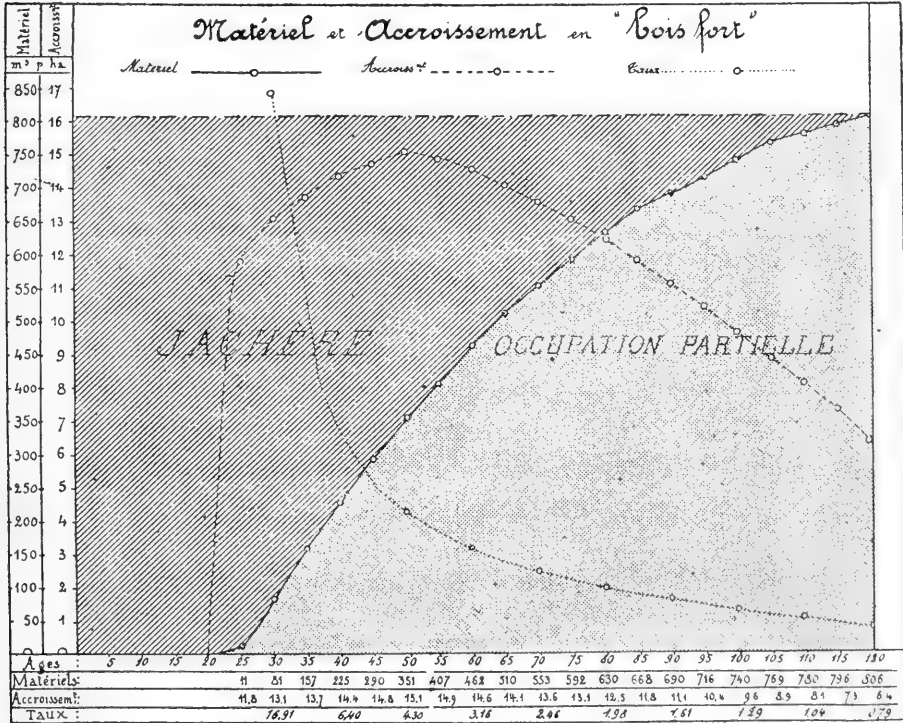 Matériel et Accroissement en "bois fort"
Matériel Accroisst Taux
Matériel Accroisst
m³ p ha
850 17
800 16
750 15
700 14
650 13
600 12
550 11
500 10
450 9
400 8
350 7
300 6
250 5
200 4
150 3
100 2
50 1
0 0
JACHÈRE OCCUPATION PARTIELLE
Ages : 5 10 15 20 25 30 35 40 45 50 55 60 65 70 75 80 85 90 95 100 105 110 115 120
Matériels: 11 81 157 225 290 351 407 462 510 553 592 630 668 690 716 740 769 780 796 806
Accroissemt: 11,8 13,1 13,7 14,4 14,8 15,1 14,9 14,6 14,1 13,6 13,1 12,5 11,8 11,1 10,4 9,6 8,9 8,1 7,3 6,4
Taux : 16,91 6,40 4,30 3,16 2,46 1,98 1,61 1,29 1,04 0,79